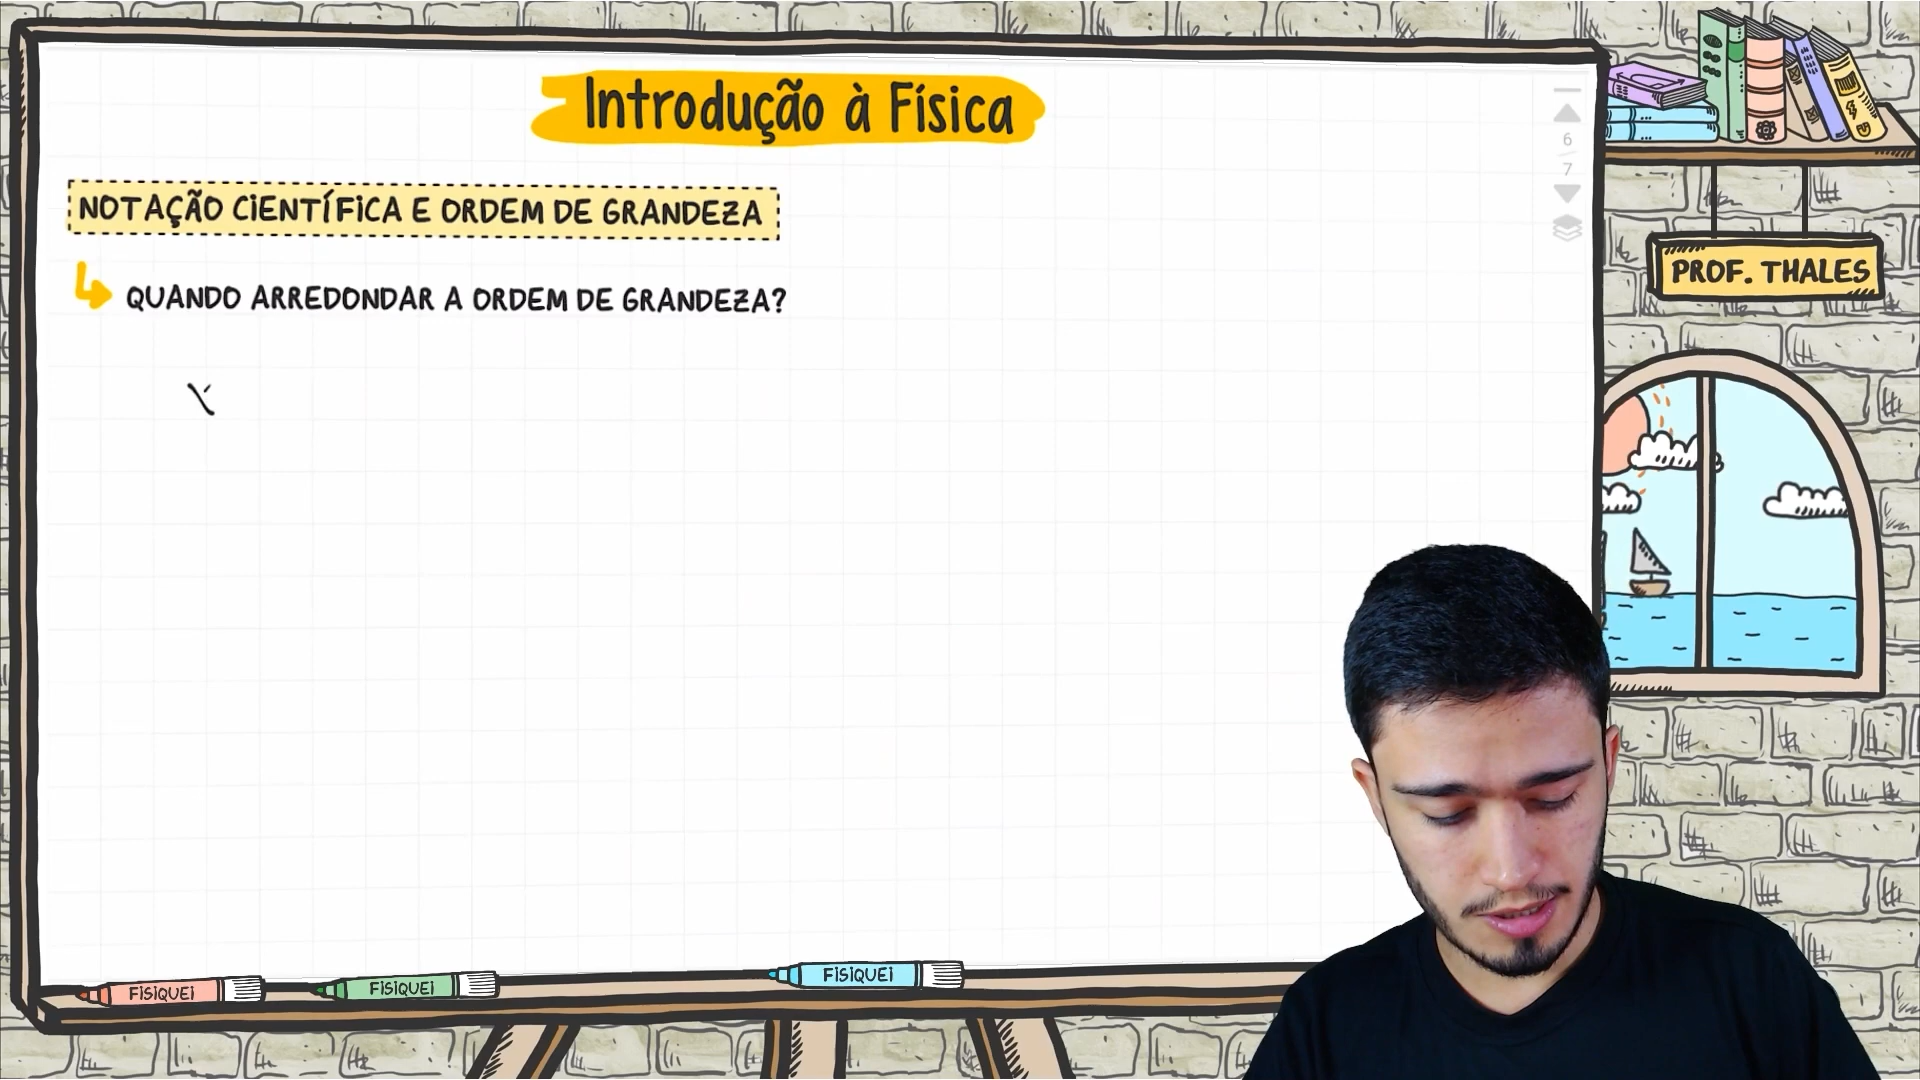 Introdução à Física
6
7
NOTAÇÃO CIENTÍFICA E ORDEM DE GRANDEZA
PROF. THALES
QUANDO ARREDONDAR A ORDEM DE GRANDEZA?
FISIQUEI
FISIQUEI
FISIQUEI